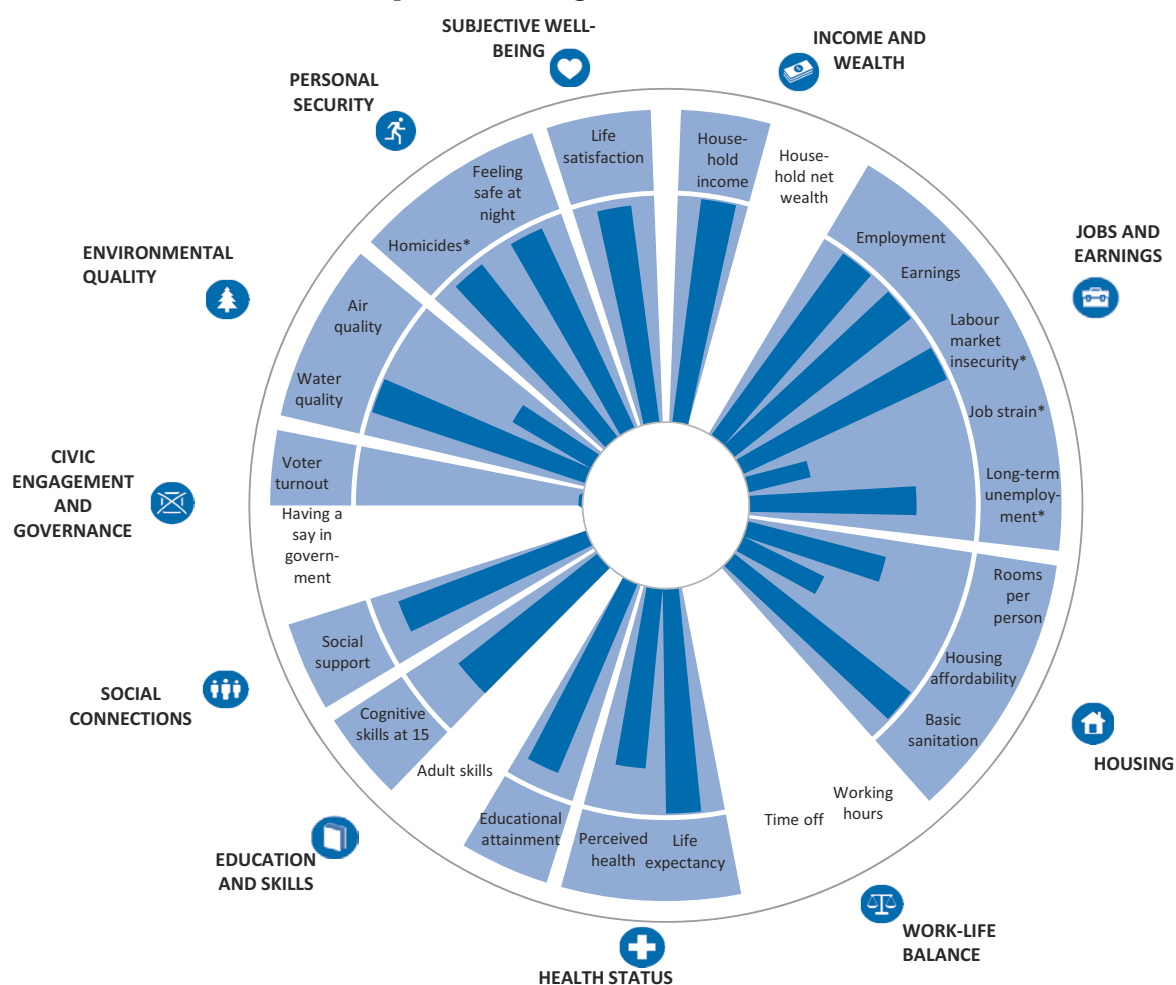 SUBJECTIVE WELL-
BEING
INCOME AND
WEALTH
PERSONAL
SECURITY
Life
satisfaction
House-
hold
income
House-
hold net
wealth
Feeling
safe at
night
Homicides*
Employment
Earnings
JOBS AND
EARNINGS
ENVIRONMENTAL
QUALITY
Air
quality
Labour
market
insecurity*
Water
quality
Job strain*
CIVIC
ENGAGEMENT
AND
GOVERNANCE
Voter
turnout
Long-term
unemploy-
ment*
Having a
say in
govern-
ment
Rooms
per
person
Social
support
Housing
affordability
SOCIAL
CONNECTIONS
Cognitive
skills at 15
Basic
sanitation
HOUSING
Adult skills
Working
hours
Time off
Educational
attainment
Perceived
health
Life
expectancy
EDUCATION
AND SKILLS
WORK-LIFE
BALANCE
HEALTH STATUS